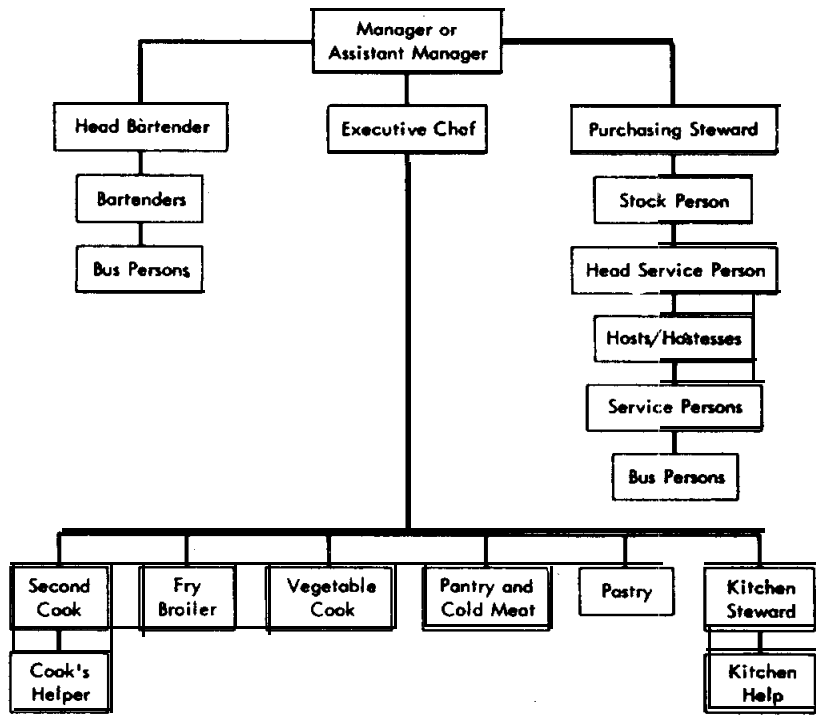 Manager or
Assistant Manager
Head Bartender
Executive Chef
Purchasing Steward
Bartenders
Stock Person
Bus Persons
Head Service Person
Hosts/Hostesses
Service Persons
Bus Persons
Second
Cook
Fry
Broiler
Vegetable
Cook
Pantry and
Cold Meat
Pastry
Kitchen
Steward
Cook's
Helper
Kitchen
Help